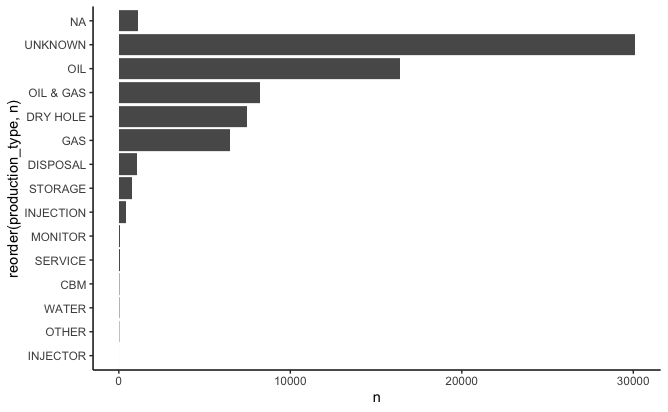 NA
UNKNOWN
OIL
OIL & GAS
DRY HOLE
GAS
DISPOSAL
STORAGE
INJECTION
MONITOR
SERVICE
CBM
WATER
OTHER
INJECTOR
reorder(production_type, n)
0 10000 20000 30000
n